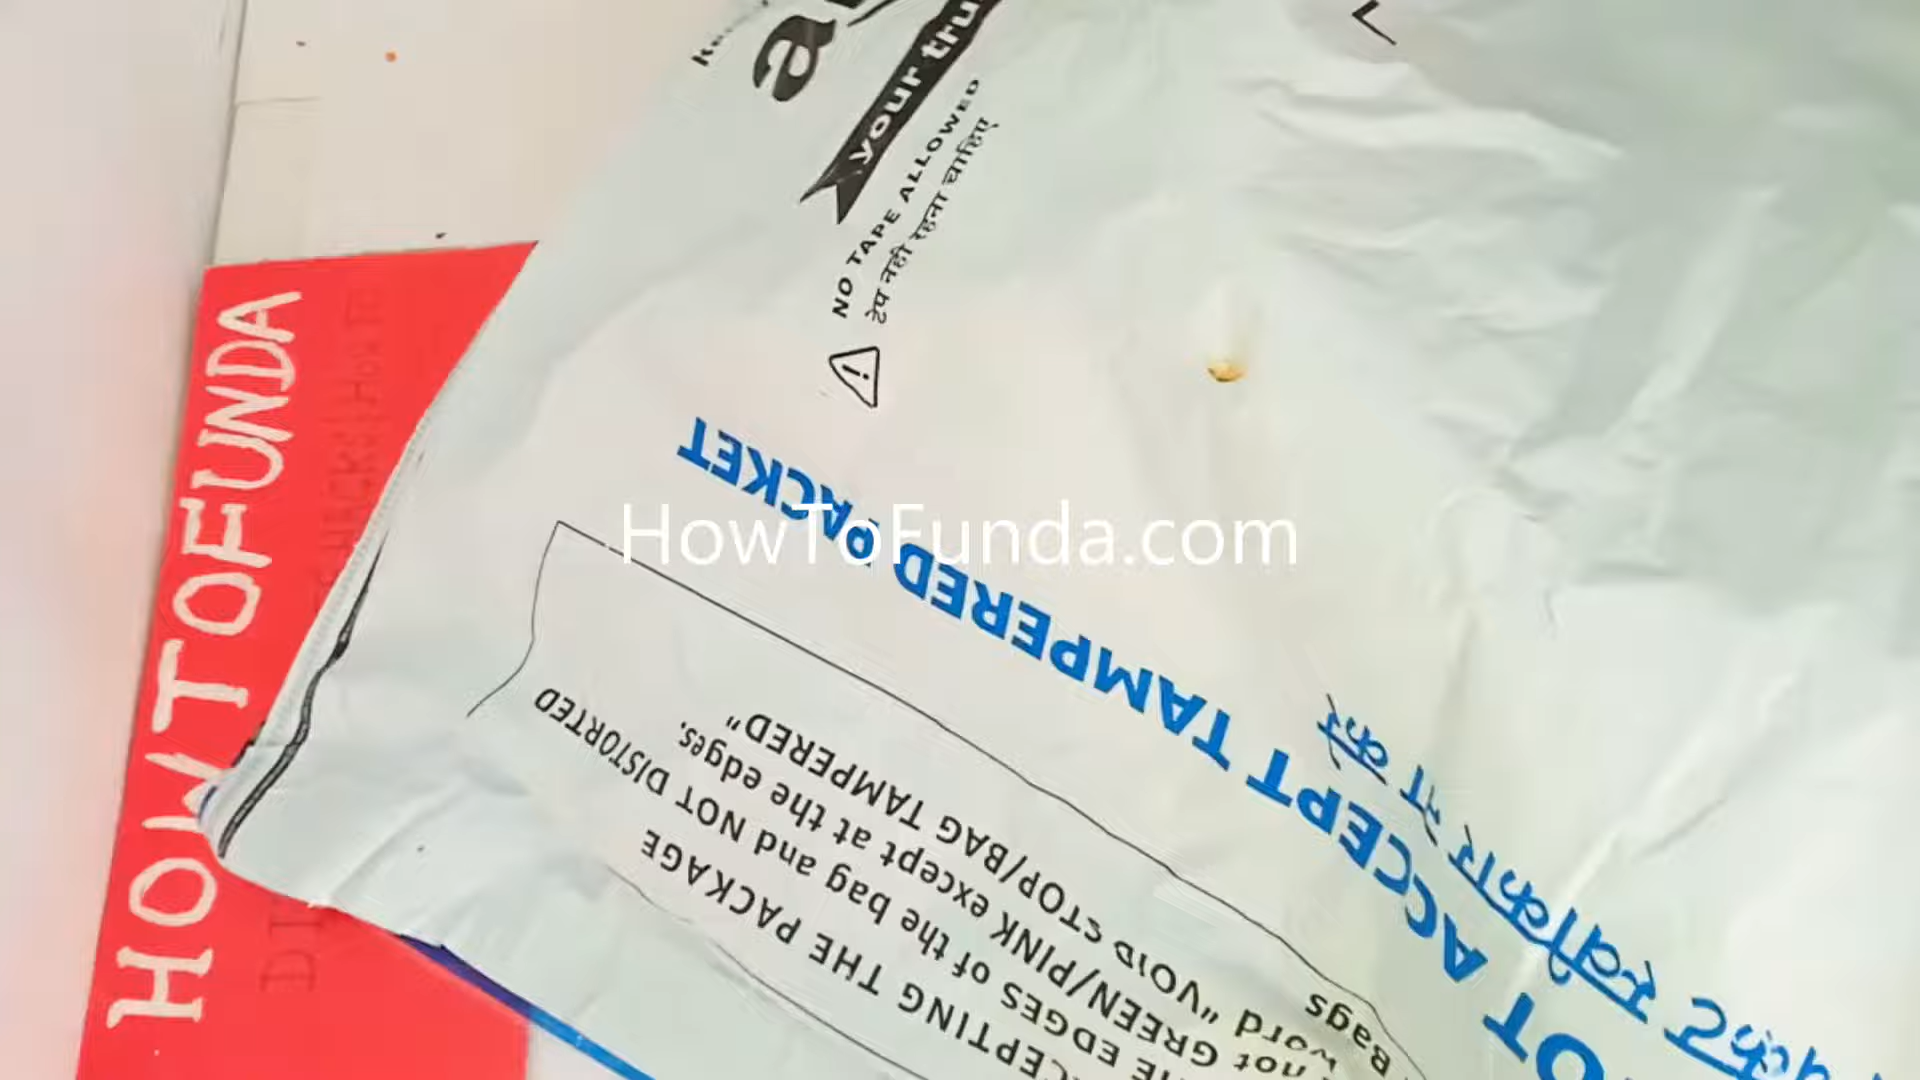 your tru
NO TAPE ALLOWED
टेप नही रहना चाहिए
HOWTOFUNDA
HowToFunda.com
OT ACCEPT TAMPERED PACKET
स्वीकार ना करें
Bags
word "VOID STOP/BAG TAMPERED"
not GREEN/PINK except at the edges.
EDGES of the bag and NOT DISTORTED
CEPTING THE PACKAGE